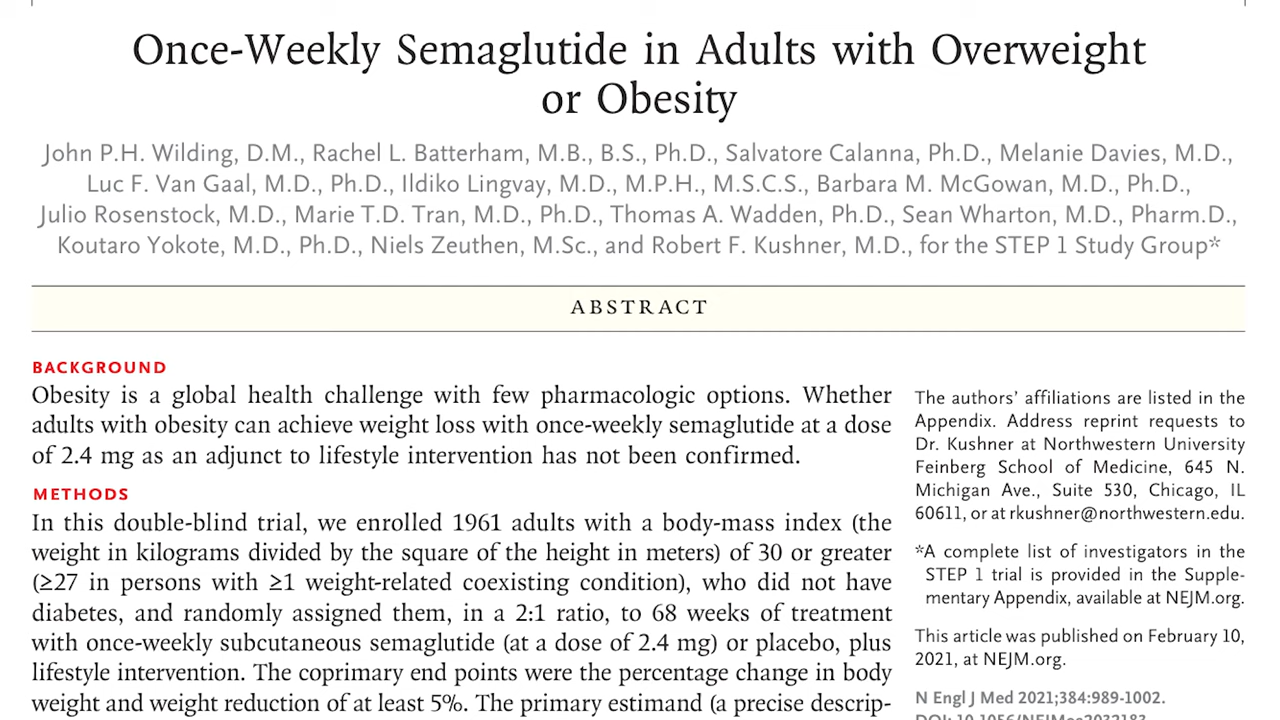 Once-Weekly Semaglutide in Adults with Overweight
or Obesity
John P.H. Wilding, D.M., Rachel L. Batterham, M.B., B.S., Ph.D., Salvatore Calanna, Ph.D., Melanie Davies, M.D.,
Luc F. Van Gaal, M.D., Ph.D., Ildiko Lingvay, M.D., M.P.H., M.S.C.S., Barbara M. McGowan, M.D., Ph.D.,
Julio Rosenstock, M.D., Marie T.D. Tran, M.D., Ph.D., Thomas A. Wadden, Ph.D., Sean Wharton, M.D., Pharm.D.,
Koutaro Yokote, M.D., Ph.D., Niels Zeuthen, M.Sc., and Robert F. Kushner, M.D., for the STEP 1 Study Group*
ABSTRACT
BACKGROUND
Obesity is a global health challenge with few pharmacologic options. Whether
adults with obesity can achieve weight loss with once-weekly semaglutide at a dose
of 2.4 mg as an adjunct to lifestyle intervention has not been confirmed.
METHODS
In this double-blind trial, we enrolled 1961 adults with a body-mass index (the
weight in kilograms divided by the square of the height in meters) of 30 or greater
(≥27 in persons with ≥1 weight-related coexisting condition), who did not have
diabetes, and randomly assigned them, in a 2:1 ratio, to 68 weeks of treatment
with once-weekly subcutaneous semaglutide (at a dose of 2.4 mg) or placebo, plus
lifestyle intervention. The coprimary end points were the percentage change in body
weight and weight reduction of at least 5%. The primary estimand (a precise descrip-
The authors' affiliations are listed in the
Appendix. Address reprint requests to
Dr. Kushner at Northwestern University
Feinberg School of Medicine, 645 N.
Michigan Ave., Suite 530, Chicago, IL
60611, or at rkushner@northwestern.edu.
*A complete list of investigators in the
STEP 1 trial is provided in the Supple-
mentary Appendix, available at NEJM.org.
This article was published on February 10,
2021, at NEJM.org.
N Engl J Med 2021;384:989-1002.